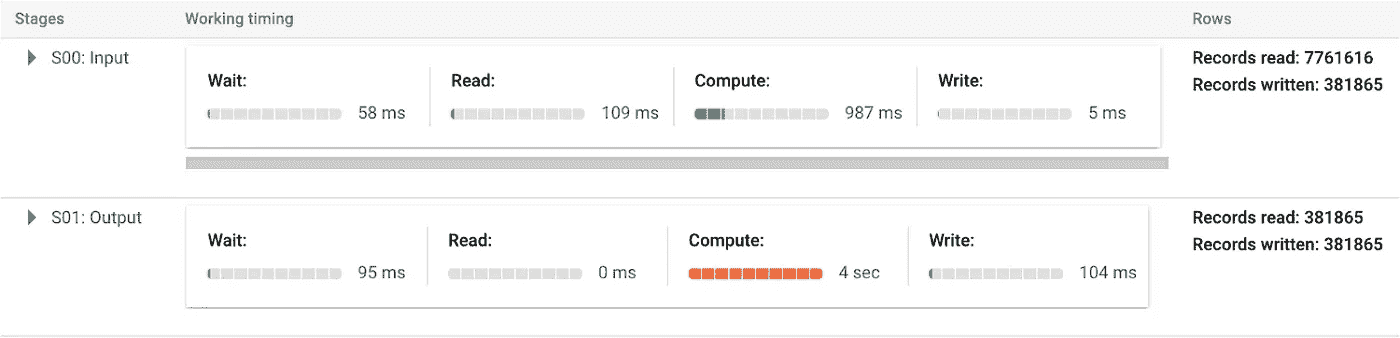 Stages Working timing Rows
S00: Input
Wait: Read: Compute: Write:
58 ms 109 ms 987 ms 5 ms
Records read: 7761616
Records written: 381865
S01: Output
Wait: Read: Compute: Write:
95 ms 0 ms 4 sec 104 ms
Records read: 381865
Records written: 381865